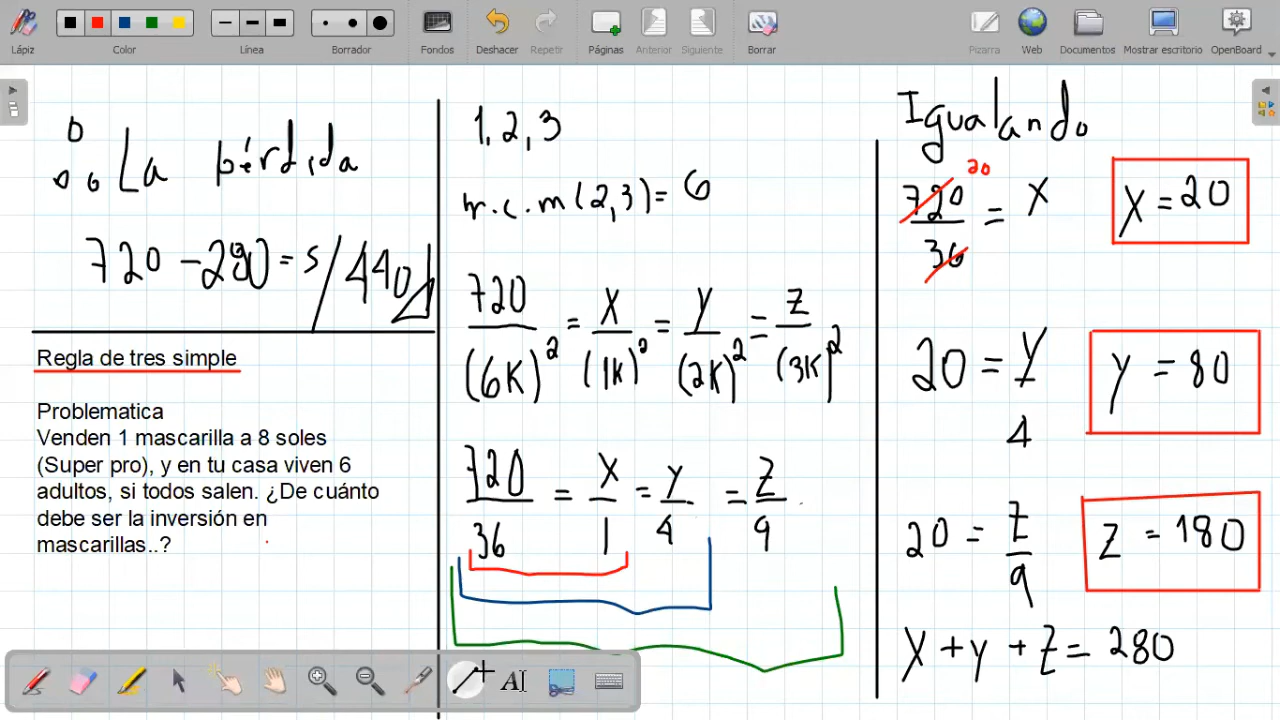 Lápiz
Color
Línea
Borrador
Fondos
Deshacer
Repetir
Páginas
Anterior
Siguiente
Borrar
Pizarra
Web
Documentos
Mostrar escritorio
OpenBoard
La pérdida
720 - 280 = s/440
Regla de tres simple
Problematica
Venden 1 mascarilla a 8 soles
(Super pro), y en tu casa viven 6
adultos, si todos salen. ¿De cuánto
debe ser la inversión en
mascarillas..?
1, 2, 3
m.c.m(2,3) = 6
720/(6K)² = X/(1K)² = Y/(2K)² = Z/(3K)²
720/36 = X/1 = Y/4 = Z/9
Igualando
20
720/36 = X
X = 20
20 = Y/4
y = 80
20 = Z/9
Z = 180
X + y + Z = 280
A